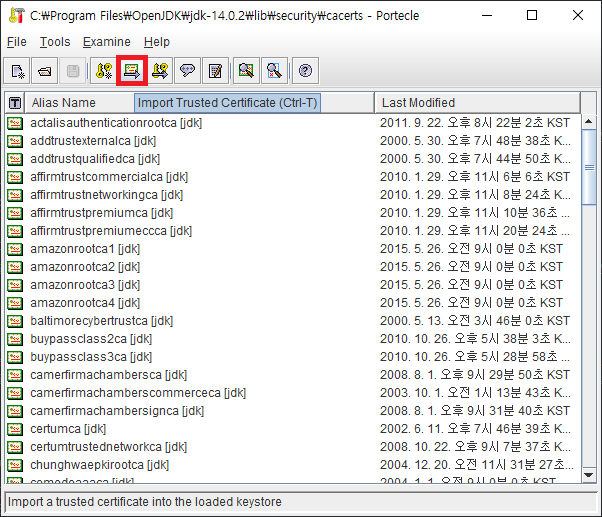 C:₩Program Files₩OpenJDK₩jdk-14.0.2₩lib₩security₩cacerts - Portecle
File Tools Examine Help
Alias Name Import Trusted Certificate (Ctrl-T) Last Modified
actalisauthenticationrootca [jdk] 2011. 9. 22. 오후 8시 22분 2초 KST
addtrustexternalca [jdk] 2000. 5. 30. 오후 7시 48분 38초 K...
addtrustqualifiedca [jdk] 2000. 5. 30. 오후 7시 44분 50초 K...
affirmtrustcommercialca [jdk] 2010. 1. 29. 오후 11시 6분 6초 KST
affirmtrustnetworkingca [jdk] 2010. 1. 29. 오후 11시 8분 24초 K...
affirmtrustpremiumca [jdk] 2010. 1. 29. 오후 11시 10분 36초 ...
affirmtrustpremiumeccca [jdk] 2010. 1. 29. 오후 11시 20분 24초 ...
amazonrootca1 [jdk] 2015. 5. 26. 오전 9시 0분 0초 KST
amazonrootca2 [jdk] 2015. 5. 26. 오전 9시 0분 0초 KST
amazonrootca3 [jdk] 2015. 5. 26. 오전 9시 0분 0초 KST
amazonrootca4 [jdk] 2015. 5. 26. 오전 9시 0분 0초 KST
baltimorecybertrustca [jdk] 2000. 5. 13. 오전 3시 46분 0초 KST
buypassclass2ca [jdk] 2010. 10. 26. 오후 5시 38분 3초 K...
buypassclass3ca [jdk] 2010. 10. 26. 오후 5시 28분 58초 ...
camerfirmachambersca [jdk] 2008. 8. 1. 오후 9시 29분 50초 KST
camerfirmachamberscommerceca [jdk] 2003. 10. 1. 오전 1시 13분 43초 K...
camerfirmachambersignca [jdk] 2008. 8. 1. 오후 9시 31분 40초 KST
certumca [jdk] 2002. 6. 11. 오후 7시 46분 39초 K...
certumtrustednetworkca [jdk] 2008. 10. 22. 오후 9시 7분 37초 K...
chunghwaepkirootca [jdk] 2004. 12. 20. 오전 11시 31분 27초...
comodoaaaca [jdk] 2004. 1. 1. 오전 9시 0분 0초 KST
Import a trusted certificate into the loaded keystore